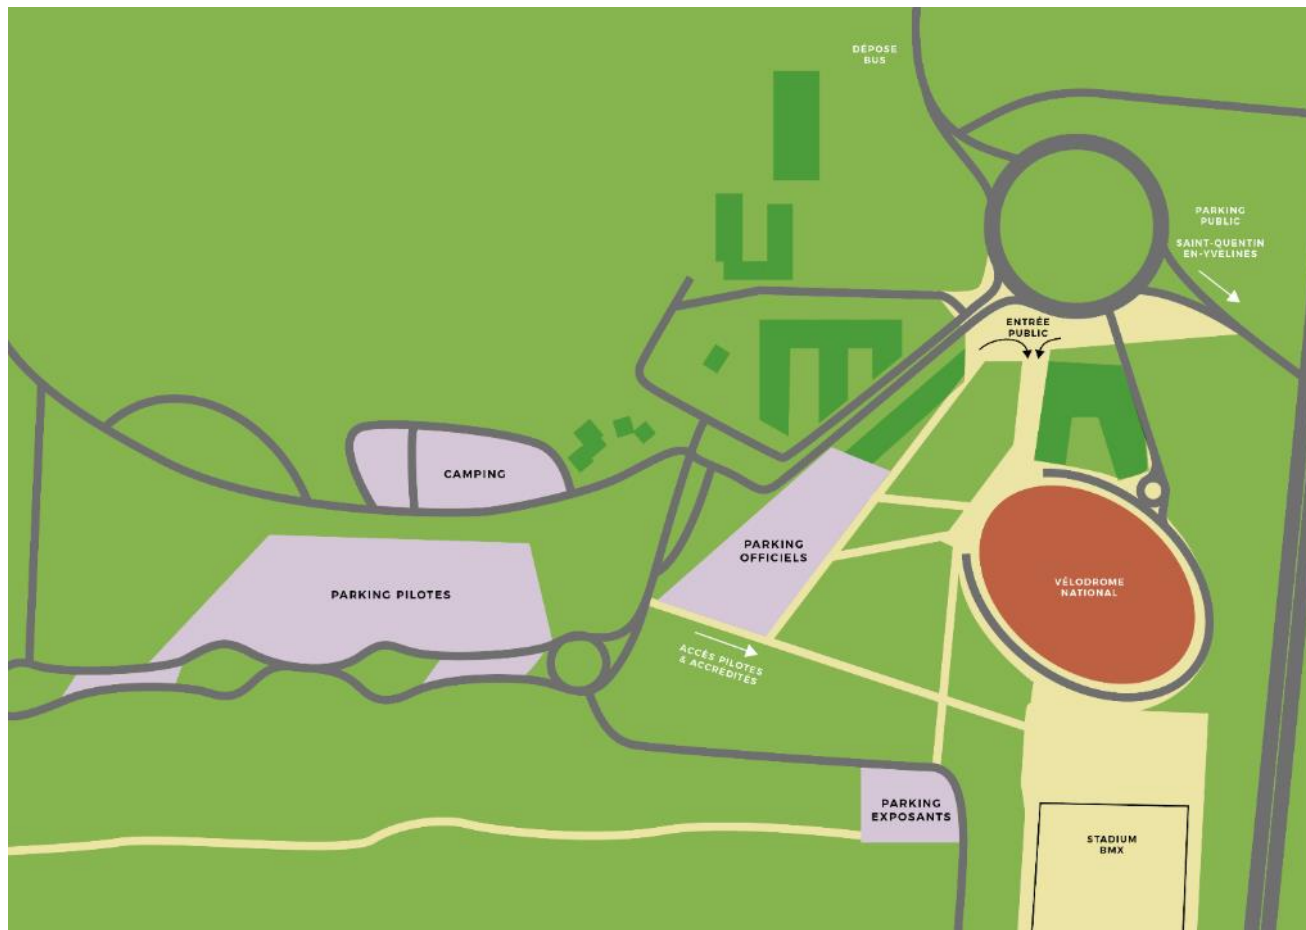 DÉPOSE
BUS
PARKING
PUBLIC
SAINT-QUENTIN
EN-YVELINES
ENTRÉE
PUBLIC
CAMPING
PARKING
OFFICIELS
PARKING PILOTES
VÉLODROME
NATIONAL
ACCÈS PILOTES
& ACCRÉDITÉS
PARKING
EXPOSANTS
STADIUM
BMX